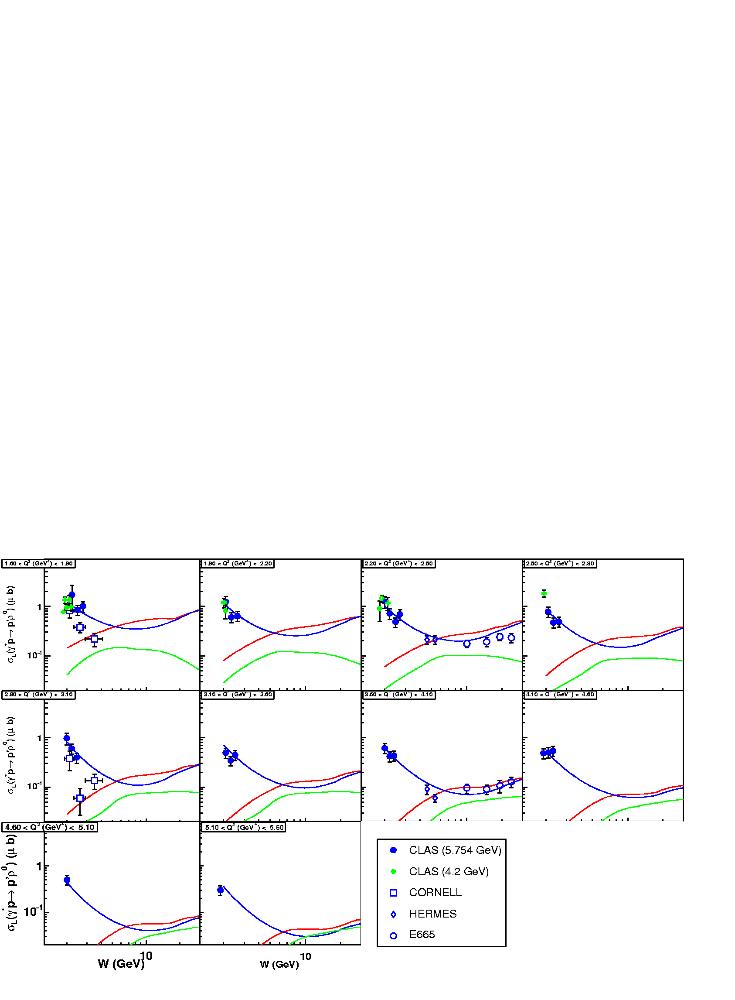 1.60 < Q² (GeV²) < 1.90
1.90 < Q² (GeV²) < 2.20
2.20 < Q² (GeV²) < 2.50
2.50 < Q² (GeV²) < 2.80
σL(γ*p→ p'ρ⁰) (μ b)
1
10⁻¹
2.80 < Q² (GeV²) < 3.10
3.10 < Q² (GeV²) < 3.60
3.60 < Q² (GeV²) < 4.10
4.10 < Q² (GeV²) < 4.60
σL(γ*p→ p'ρ⁰) (μ b)
1
10⁻¹
4.60 < Q² (GeV²) < 5.10
5.10 < Q² (GeV²) < 5.60
σL(γ*p→ p'ρ⁰) (μ b)
1
10⁻¹
CLAS (5.754 GeV)
CLAS (4.2 GeV)
CORNELL
HERMES
E665
10
W (GeV)
10
W (GeV)